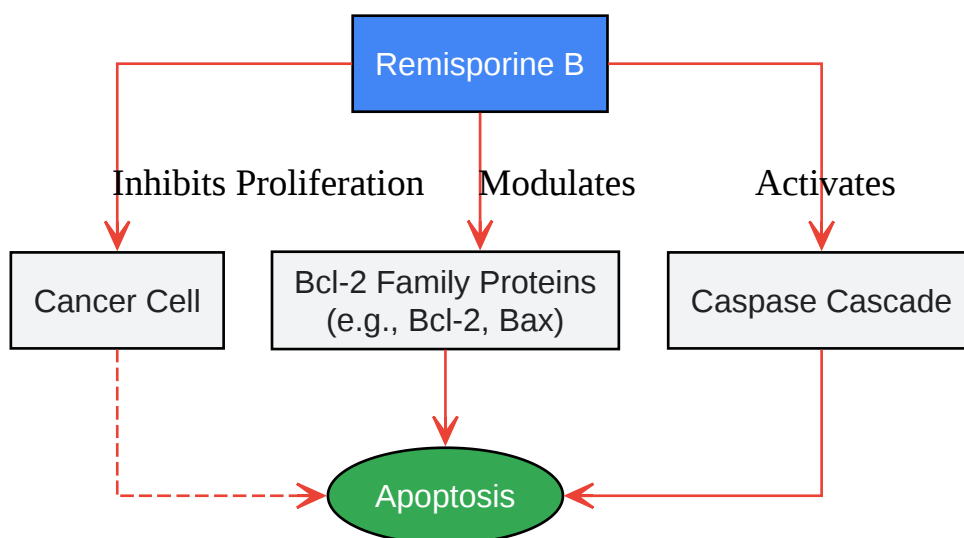 Remisporine B
Inhibits Proliferation
Modulates
Activates
Cancer Cell
Bcl-2 Family Proteins
(e.g., Bcl-2, Bax)
Caspase Cascade
Apoptosis